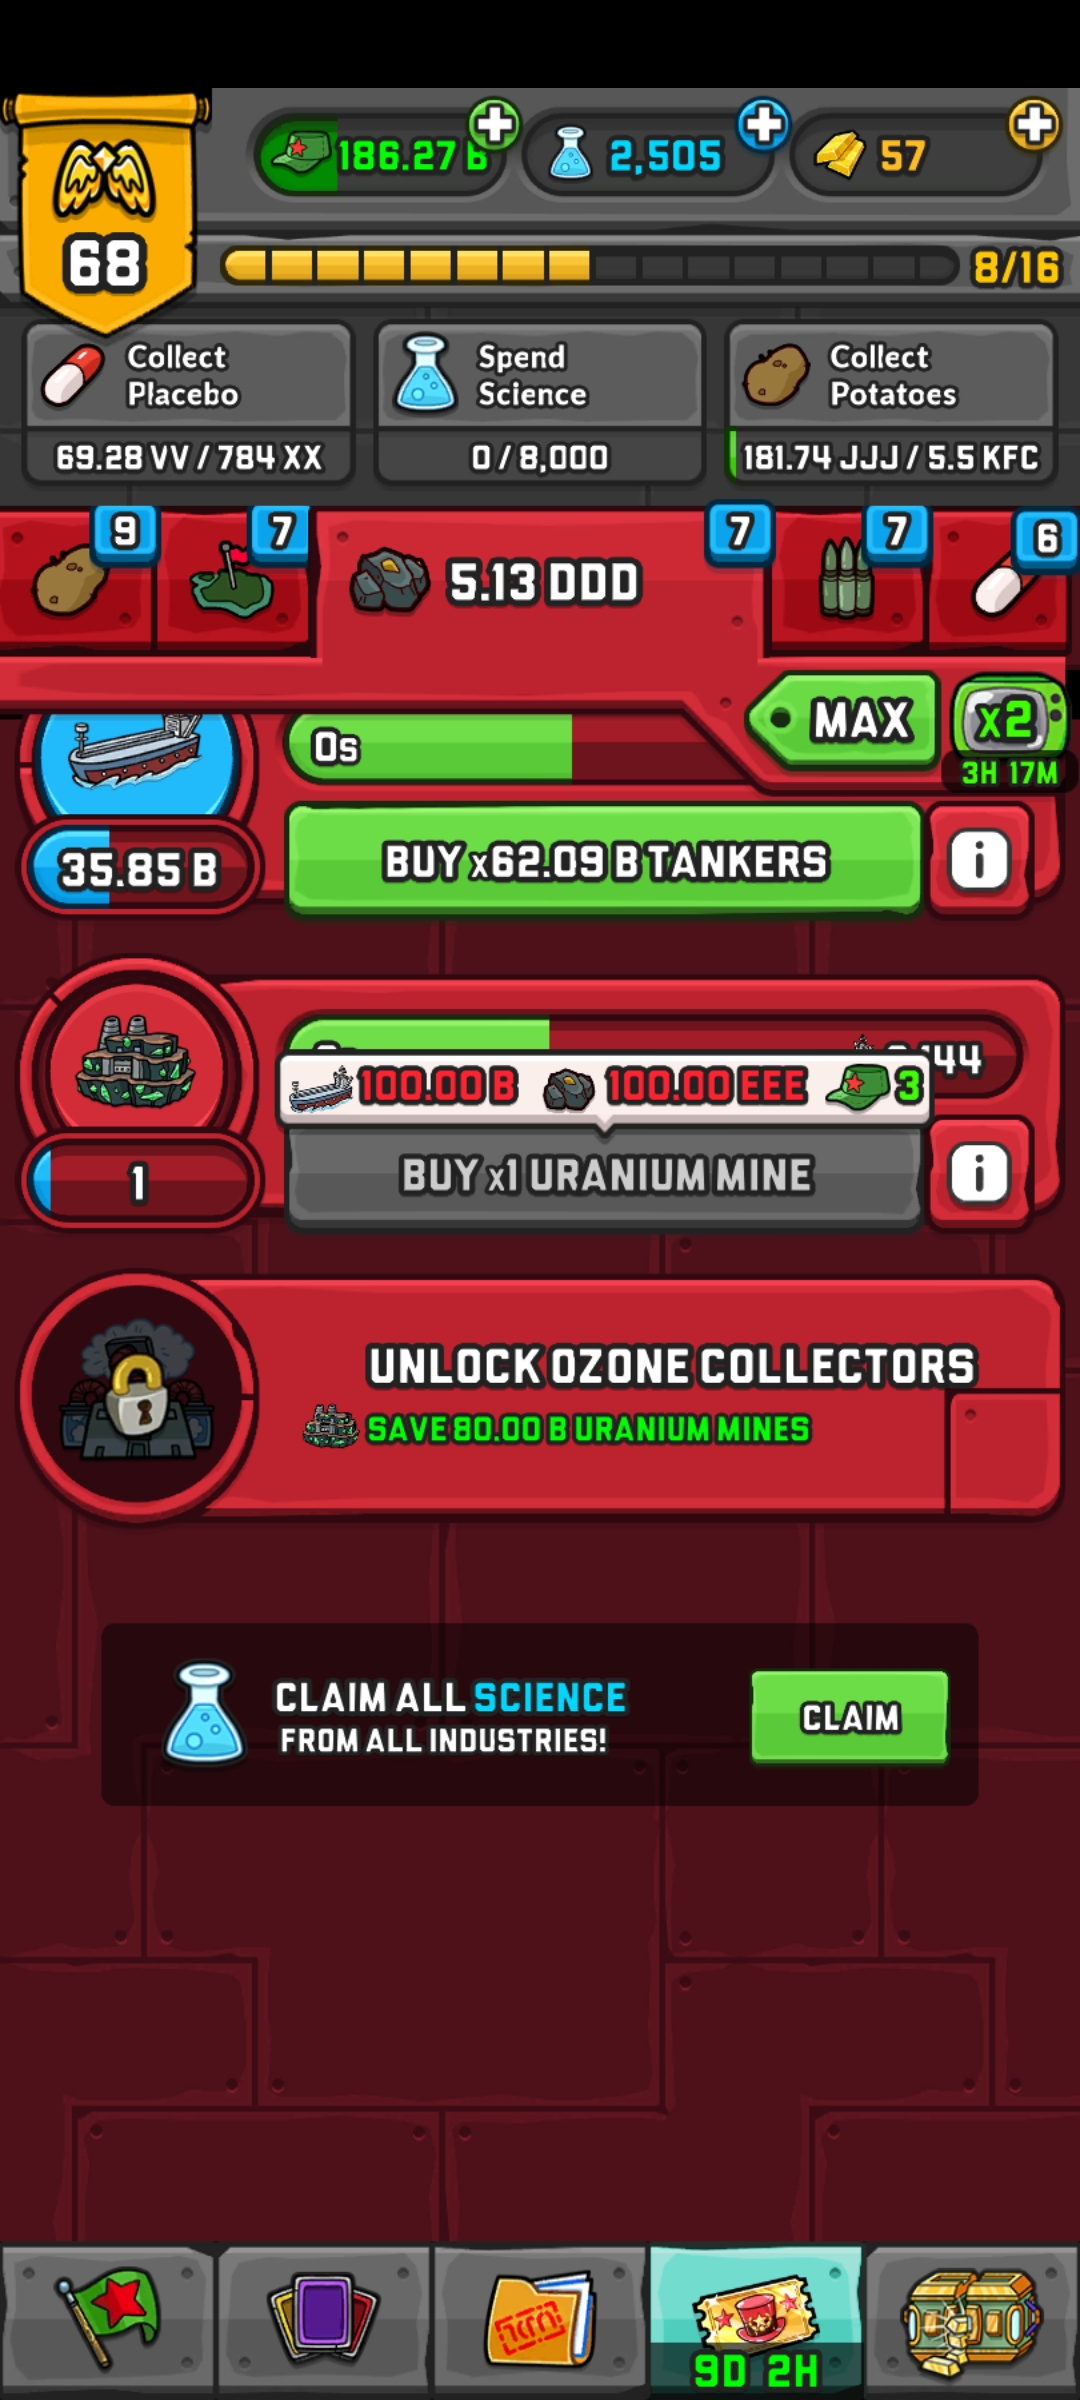 186.27 B
2,505
57
68
8/16
Collect
Placebo
69.28 VV / 784 XX
Spend
Science
0 / 8,000
Collect
Potatoes
181.74 JJJ / 5.5 KFC
9
7
5.13 DDD
7
7
6
MAX
x2
3H 17M
0s
35.85 B
BUY x62.09 B TANKERS
i
100.00 B
100.00 EEE
3
1
BUY x1 URANIUM MINE
i
UNLOCK OZONE COLLECTORS
SAVE 80.00 B URANIUM MINES
CLAIM ALL SCIENCE
FROM ALL INDUSTRIES!
CLAIM
9D 2H